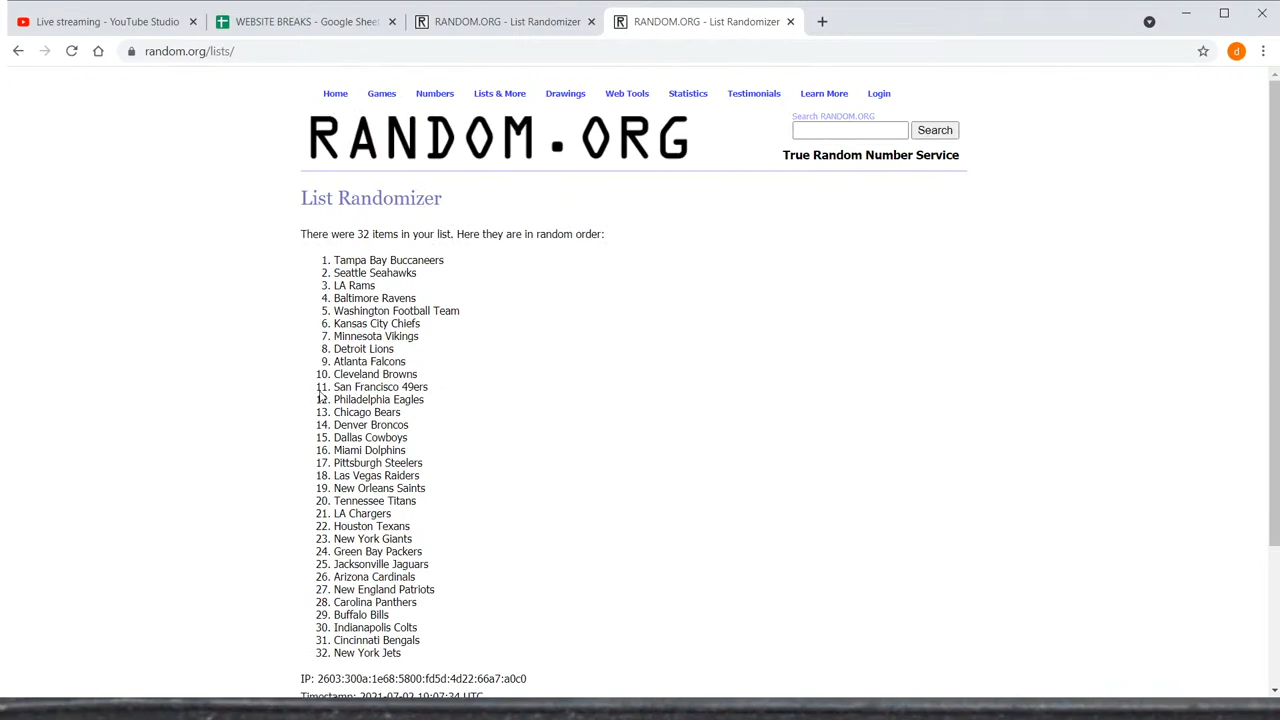 Live streaming - YouTube Studio
WEBSITE BREAKS - Google Sheet
RANDOM.ORG - List Randomizer
RANDOM.ORG - List Randomizer
random.org/lists/
d
Home Games Numbers Lists & More Drawings Web Tools Statistics Testimonials Learn More Login
Search RANDOM.ORG
RANDOM.ORG
Search
True Random Number Service
List Randomizer
There were 32 items in your list. Here they are in random order:
1. Tampa Bay Buccaneers
2. Seattle Seahawks
3. LA Rams
4. Baltimore Ravens
5. Washington Football Team
6. Kansas City Chiefs
7. Minnesota Vikings
8. Detroit Lions
9. Atlanta Falcons
10. Cleveland Browns
11. San Francisco 49ers
12. Philadelphia Eagles
13. Chicago Bears
14. Denver Broncos
15. Dallas Cowboys
16. Miami Dolphins
17. Pittsburgh Steelers
18. Las Vegas Raiders
19. New Orleans Saints
20. Tennessee Titans
21. LA Chargers
22. Houston Texans
23. New York Giants
24. Green Bay Packers
25. Jacksonville Jaguars
26. Arizona Cardinals
27. New England Patriots
28. Carolina Panthers
29. Buffalo Bills
30. Indianapolis Colts
31. Cincinnati Bengals
32. New York Jets
IP: 2603:300a:1e68:5800:fd5d:4d22:66a7:a0c0
Timestamp: 2021-07-02 19:07:34 UTC